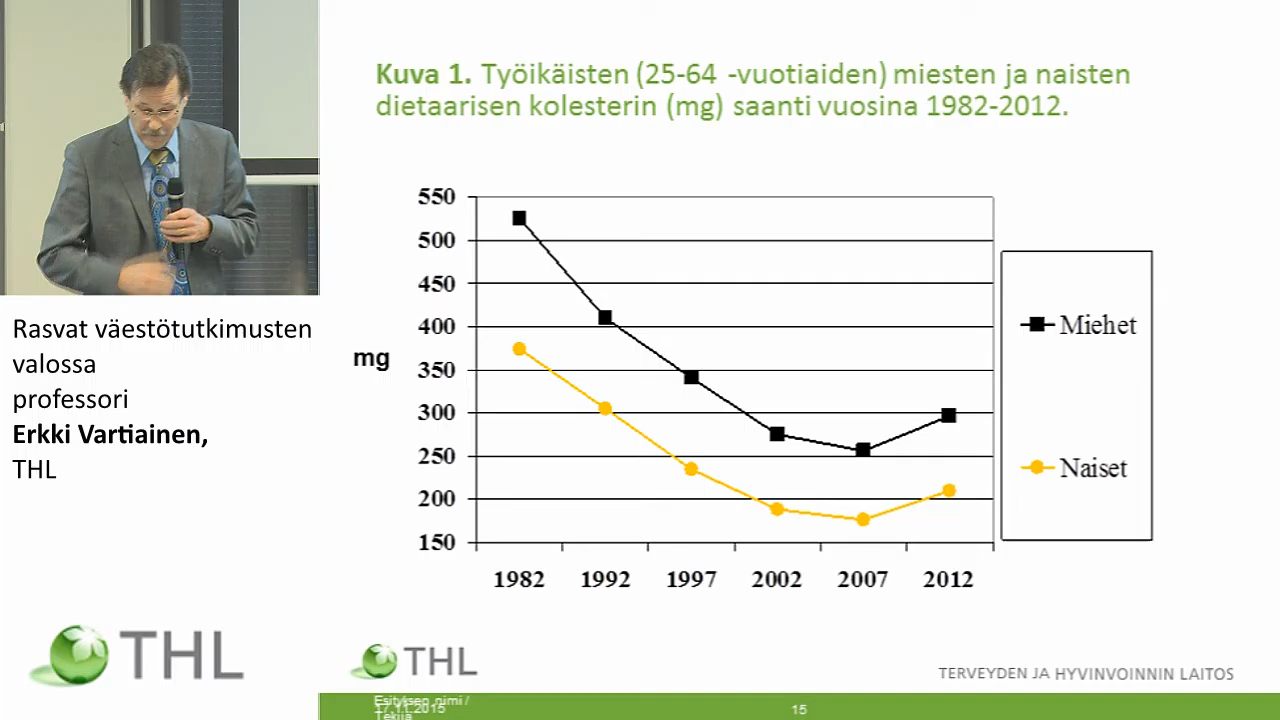 Kuva 1. Työikäisten (25-64 -vuotiaiden) miesten ja naisten
dietaarisen kolesterin (mg) saanti vuosina 1982-2012.
550
500
450
400
350
300
250
200
150
mg
1982 1992 1997 2002 2007 2012
Miehet
Naiset
Rasvat väestötutkimusten
valossa
professori
Erkki Vartiainen,
THL
THL
THL
TERVEYDEN JA HYVINVOINNIN LAITOS
Esityksen nimi /
Tekijä
17.11.2015
15